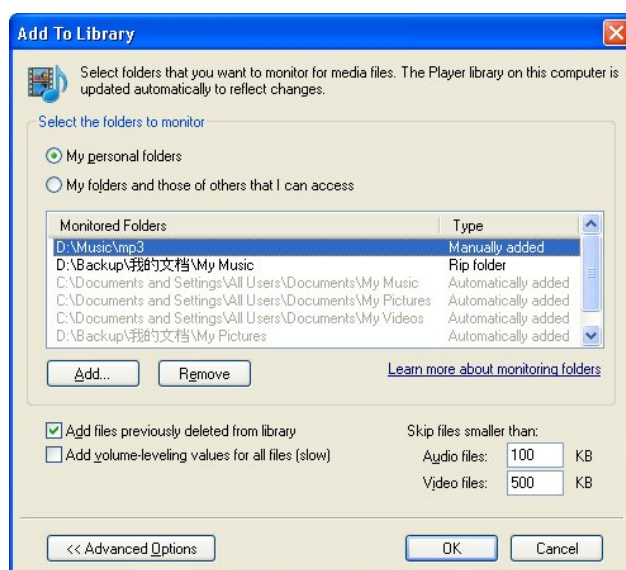 Add To Library
Select folders that you want to monitor for media files. The Player library on this computer is
updated automatically to reflect changes.
Select the folders to monitor
My personal folders
My folders and those of others that I can access
Monitored Folders Type
D:\Music\mp3 Manually added
D:\Backup\我的文档\My Music Rip folder
C:\Documents and Settings\All Users\Documents\My Music Automatically added
C:\Documents and Settings\All Users\Documents\My Pictures Automatically added
C:\Documents and Settings\All Users\Documents\My Videos Automatically added
D:\Backup\我的文档\My Pictures Automatically added
Add... Remove Learn more about monitoring folders
Add files previously deleted from library Skip files smaller than:
Add volume-leveling values for all files (slow) Audio files: 100 KB
Video files: 500 KB
<< Advanced Options OK Cancel